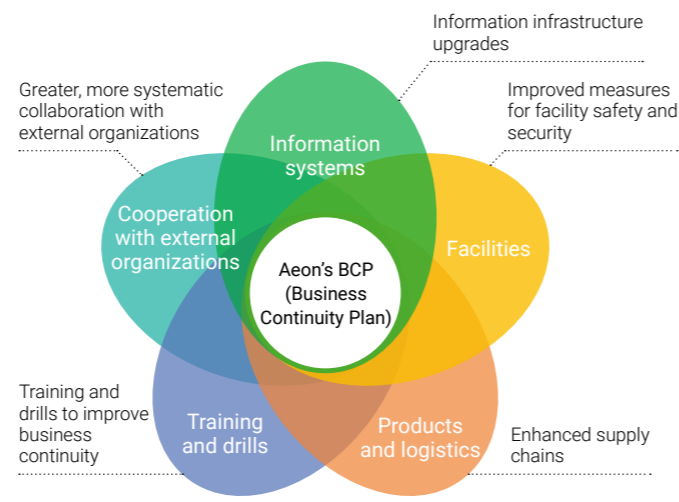 Information infrastructure
upgrades
Greater, more systematic
collaboration with
external organizations
Improved measures
for facility safety and
security
Information
systems
Cooperation
with external
organizations
Facilities
Aeon's BCP
(Business
Continuity Plan)
Training and
drills to improve
business
continuity
Training
and drills
Products
and logistics
Enhanced supply
chains